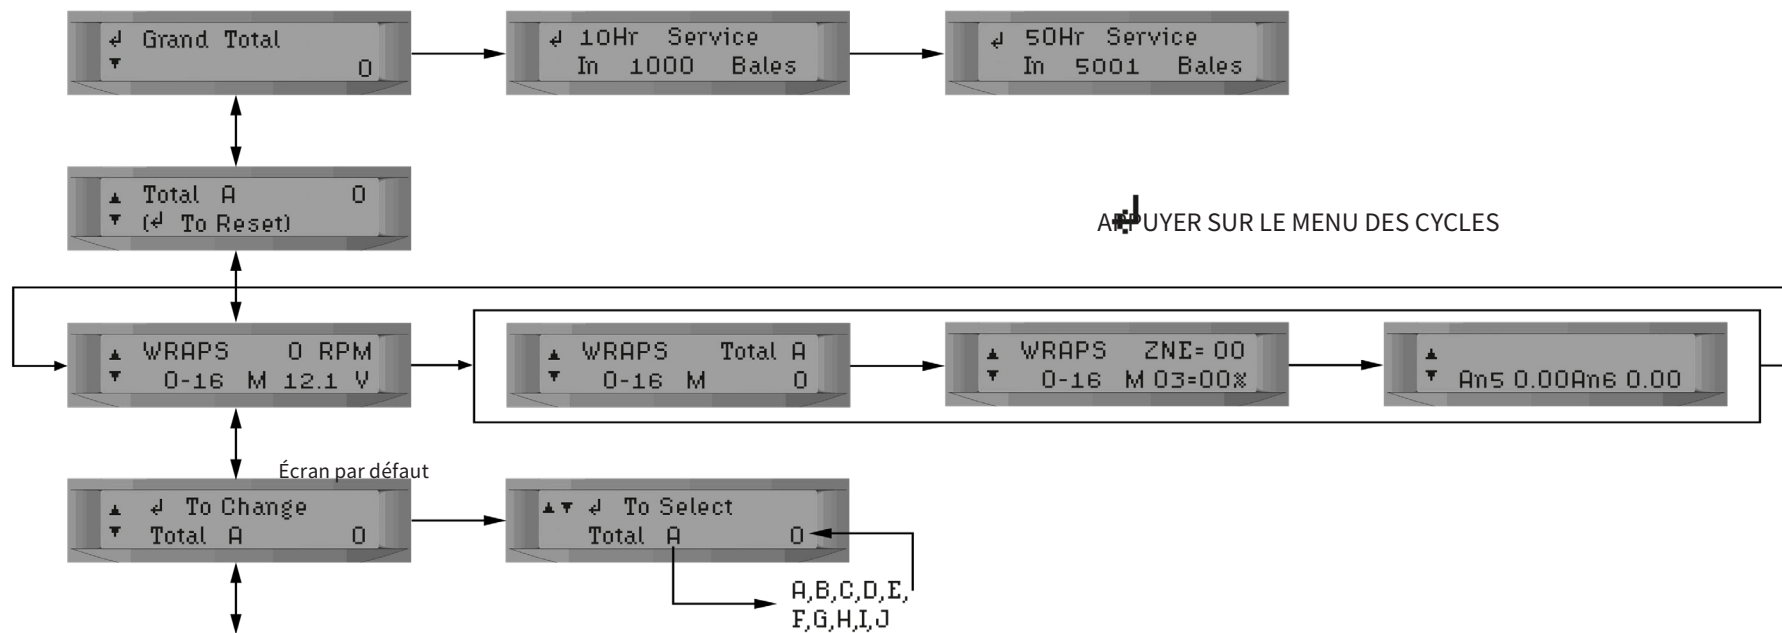 ↲ Grand Total
▼ 0
↲ 10Hr Service
In 1000 Bales
↲ 50Hr Service
In 5001 Bales
▲ Total A 0
▼ (↲ To Reset)
APPUYER SUR LE MENU DES CYCLES
▲ WRAPS 0 RPM
▼ 0-16 M 12.1 V
▲ WRAPS Total A
▼ 0-16 M 0
▲ WRAPS ZNE= 00
▼ 0-16 M 03=00%
▲
▼ An5 0.00An6 0.00
Écran par défaut
▲ ↲ To Change
▼ Total A 0
▲▼ ↲ To Select
Total A 0
A,B,C,D,E,
F,G,H,I,J